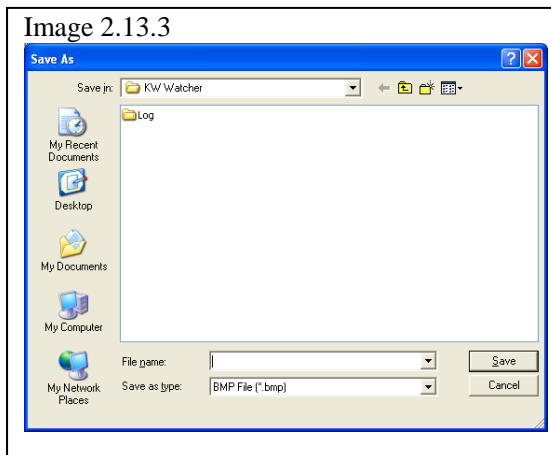 Image 2.13.3
Save As
Save in:
KW Watcher
Log
My Recent
Documents
Desktop
My Documents
My Computer
My Network
Places
File name:
Save
Save as type:
BMP File (*.bmp)
Cancel